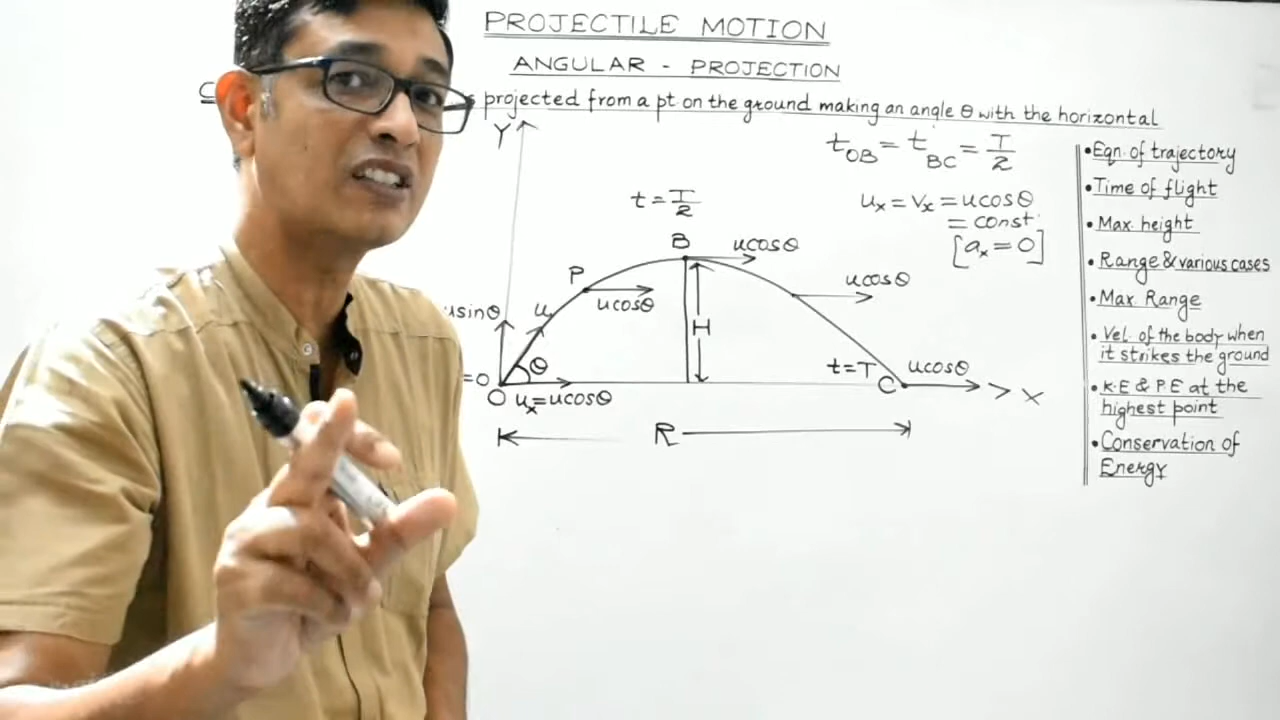 PROJECTILE MOTION
ANGULAR - PROJECTION
projected from a pt on the ground making an angle θ with the horizontal
Y
t_OB = t_BC = T/2
u_x = v_x = ucosθ
= const
[a_x = 0]
t = T/2
B
ucosθ
P
ucosθ
ucosθ
usinθ
u
H
θ
t=T
C
ucosθ
X
=0
O
u_x=ucosθ
R
• Eqn. of trajectory
• Time of flight
• Max. height
• Range & various cases
• Max. Range
• Vel. of the body when
it strikes the ground
• K.E & P.E at the
highest point
• Conservation of
Energy